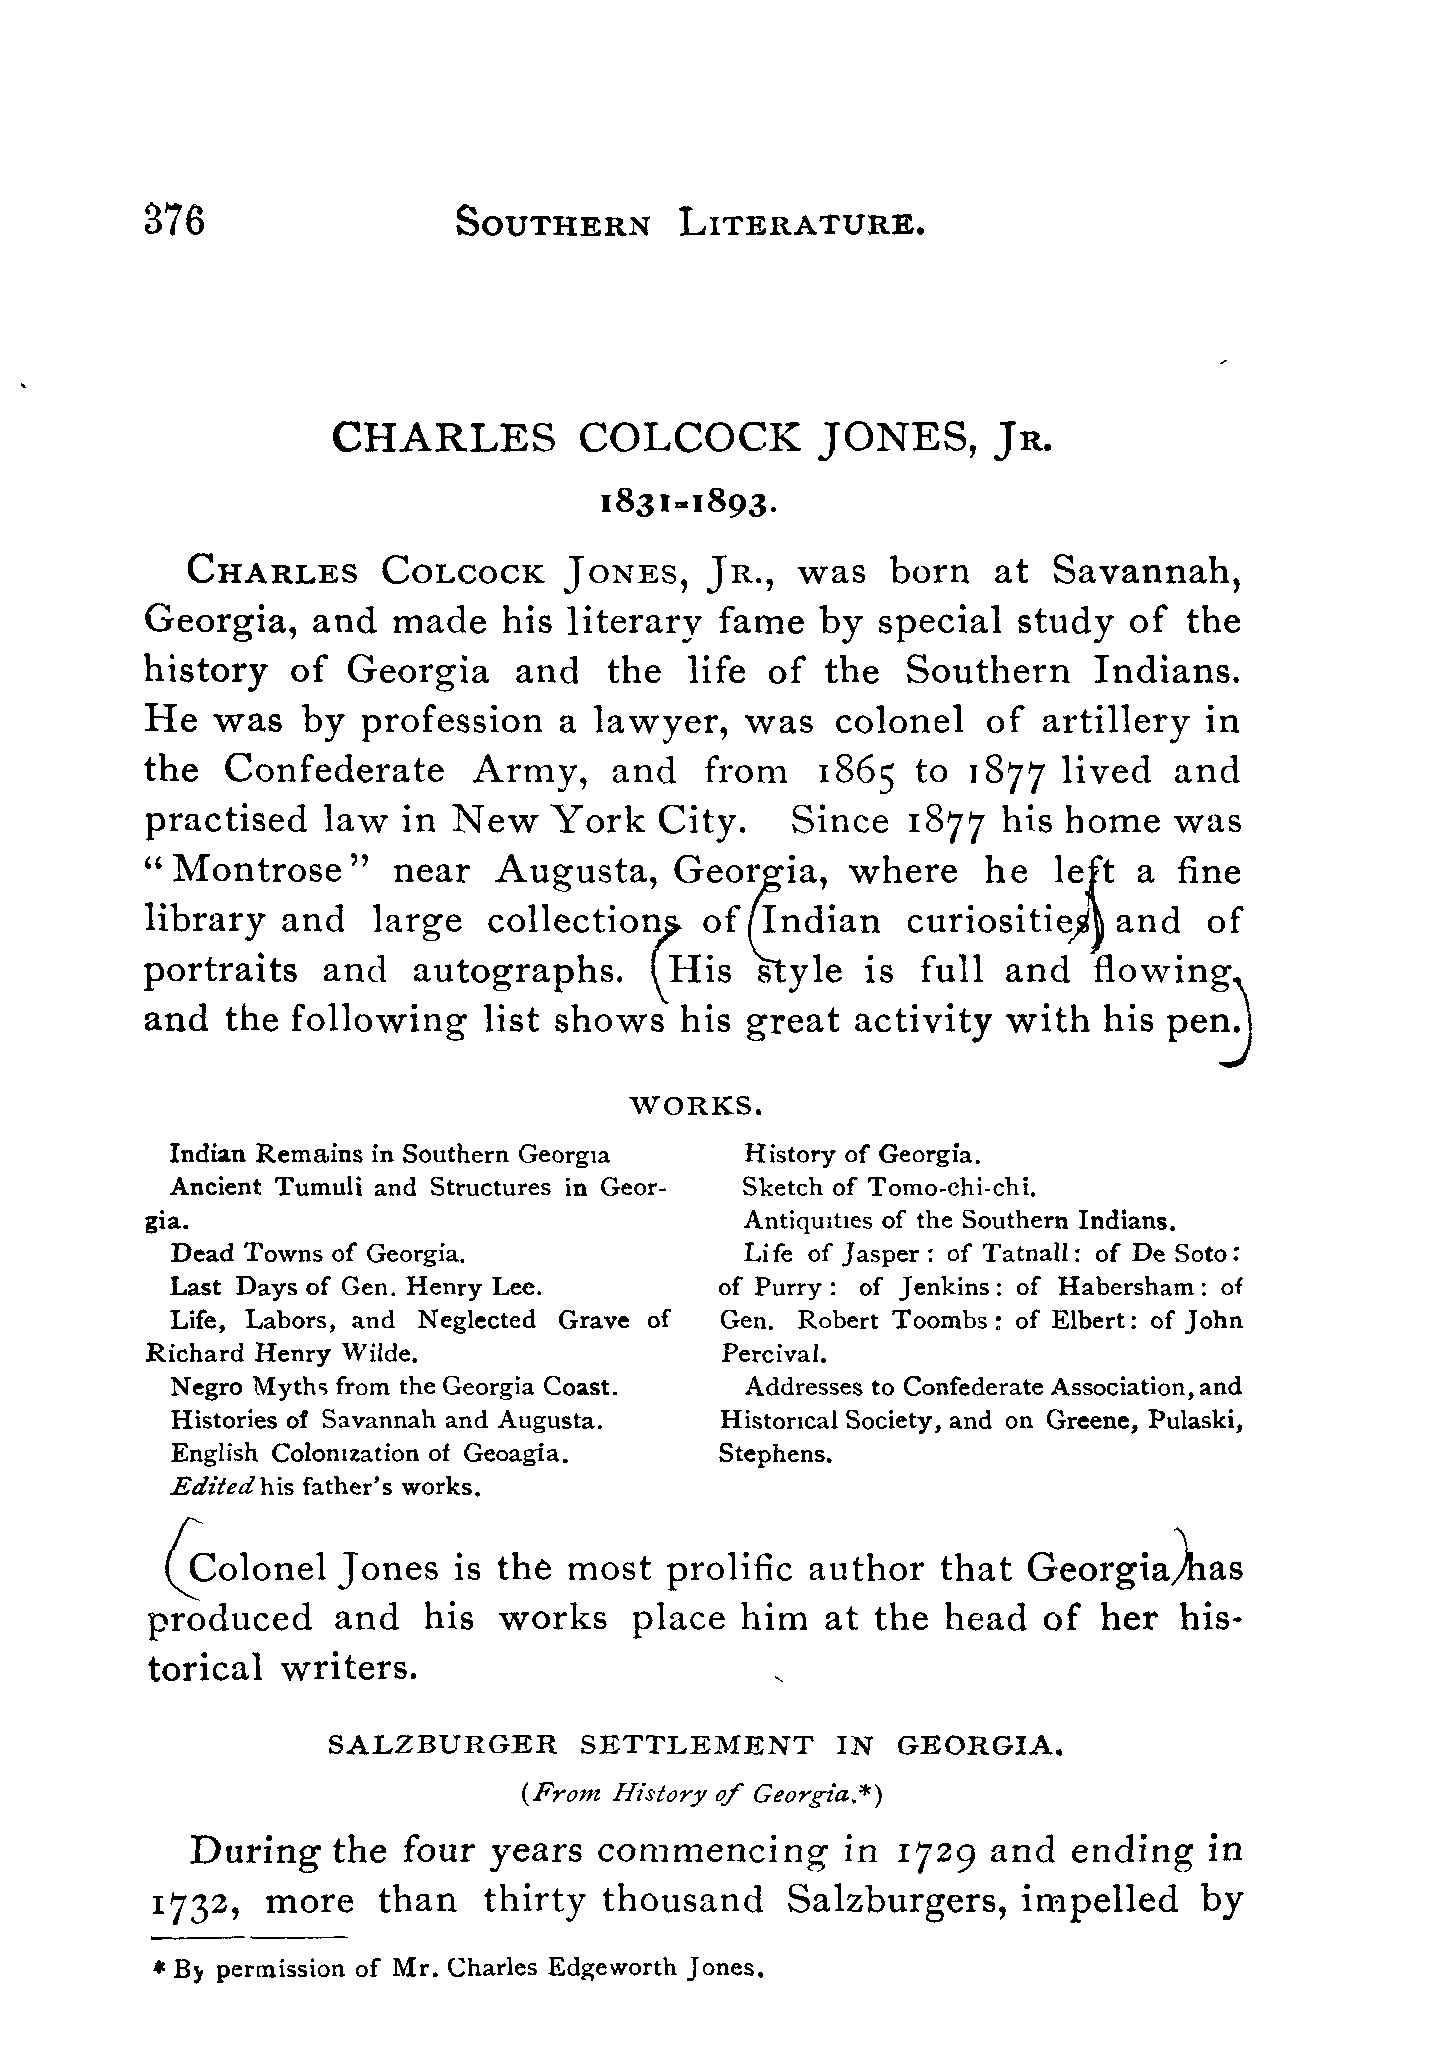 376 SOUTHERN LITERATURE.
CHARLES COLCOCK JONES, JR.
1831-1893.
CHARLES COLCOCK JONES, JR., was born at Savannah,
Georgia, and made his literary fame by special study of the
history of Georgia and the life of the Southern Indians.
He was by profession a lawyer, was colonel of artillery in
the Confederate Army, and from 1865 to 1877 lived and
practised law in New York City. Since 1877 his home was
“Montrose” near Augusta, Georgia, where he left a fine
library and large collections of (Indian curiosities) and of
portraits and autographs. (His style is full and flowing,
and the following list shows his great activity with his pen.)
WORKS.
Indian Remains in Southern Georgia
Ancient Tumuli and Structures in Geor-
gia.
Dead Towns of Georgia.
Last Days of Gen. Henry Lee.
Life, Labors, and Neglected Grave of
Richard Henry Wilde.
Negro Myths from the Georgia Coast.
Histories of Savannah and Augusta.
English Colonization of Geoagia.
Edited his father's works.
History of Georgia.
Sketch of Tomo-chi-chi.
Antiquities of the Southern Indians.
Life of Jasper: of Tatnall: of De Soto:
of Purry: of Jenkins: of Habersham: of
Gen. Robert Toombs: of Elbert: of John
Percival.
Addresses to Confederate Association, and
Historical Society, and on Greene, Pulaski,
Stephens.
(Colonel Jones is the most prolific author that Georgia) has
produced and his works place him at the head of her his-
torical writers.
SALZBURGER SETTLEMENT IN GEORGIA.
(From History of Georgia.*)
During the four years commencing in 1729 and ending in
1732, more than thirty thousand Salzburgers, impelled by
* By permission of Mr. Charles Edgeworth Jones.